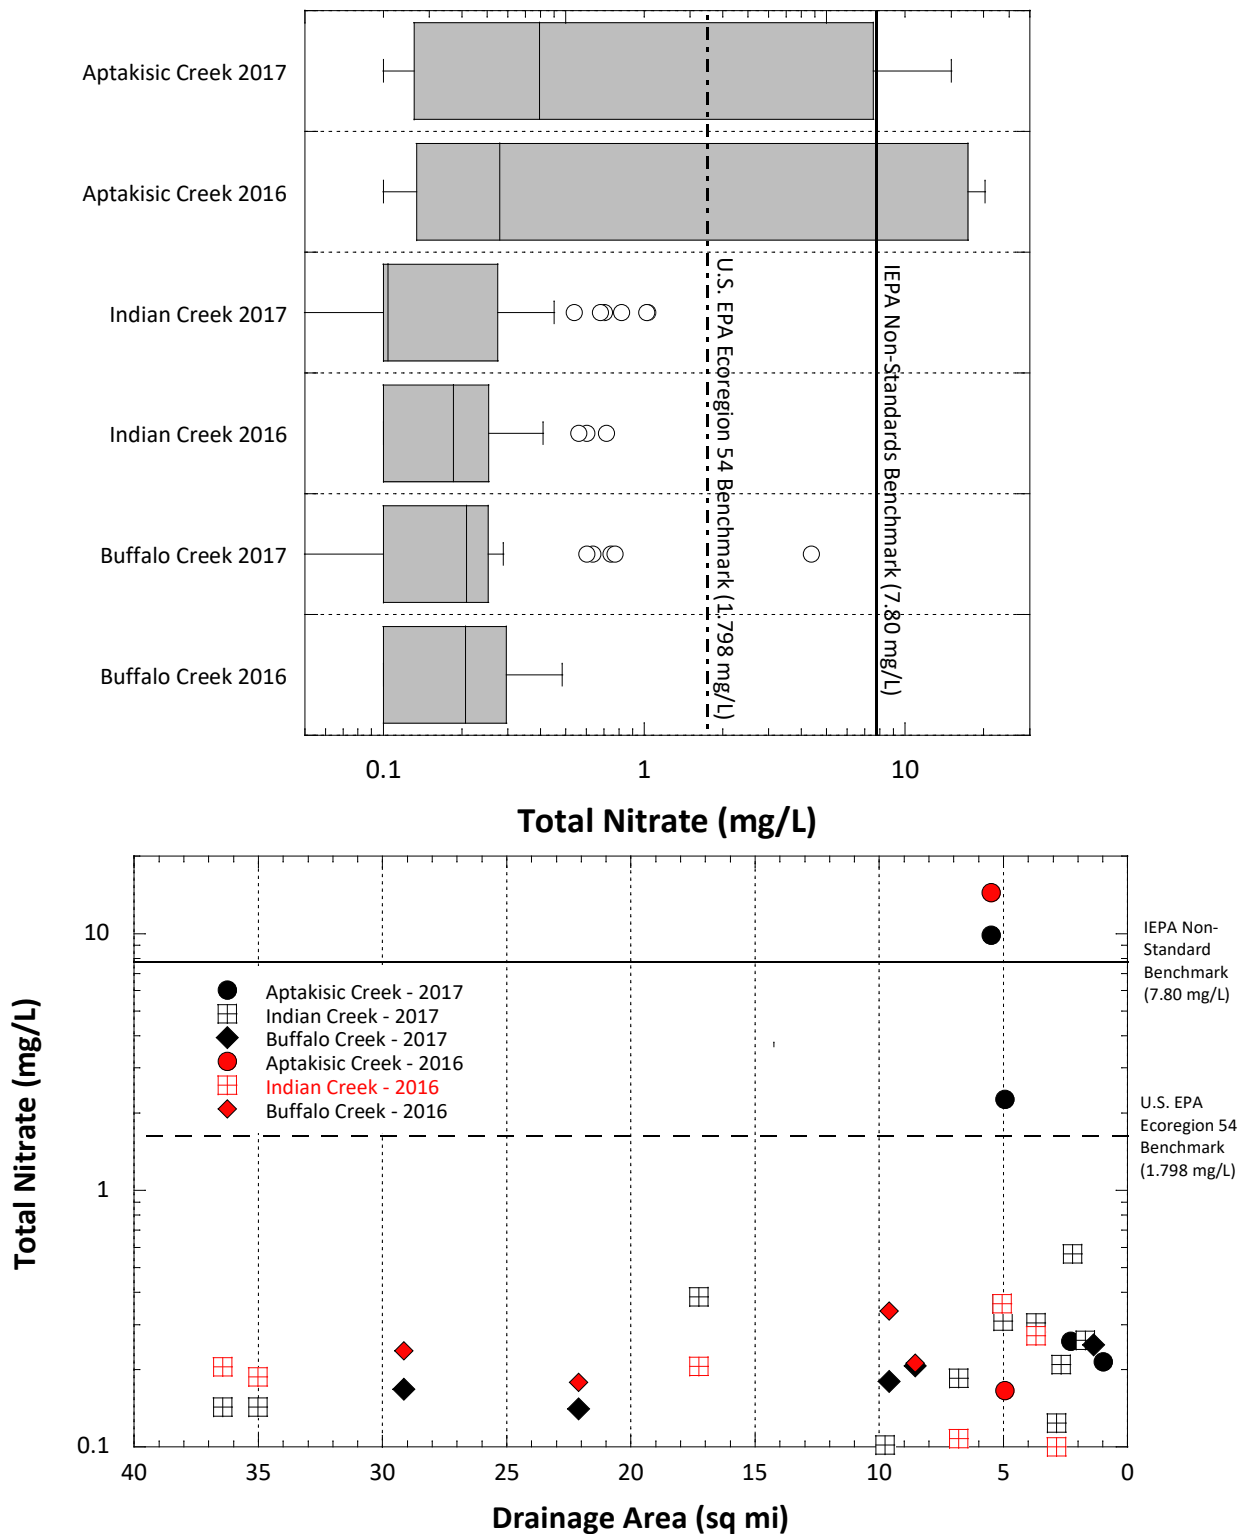 Aptakisic Creek 2017
Aptakisic Creek 2016
Indian Creek 2017
Indian Creek 2016
Buffalo Creek 2017
Buffalo Creek 2016
U.S. EPA Ecoregion 54 Benchmark (1.798 mg/L)
IEPA Non-Standards Benchmark (7.80 mg/L)
0.1 1 10
Total Nitrate (mg/L)
Total Nitrate (mg/L)
10
1
0.1
Aptakisic Creek - 2017
Indian Creek - 2017
Buffalo Creek - 2017
Aptakisic Creek - 2016
Indian Creek - 2016
Buffalo Creek - 2016
IEPA Non-
Standard
Benchmark
(7.80 mg/L)
U.S. EPA
Ecoregion 54
Benchmark
(1.798 mg/L)
40 35 30 25 20 15 10 5 0
Drainage Area (sq mi)